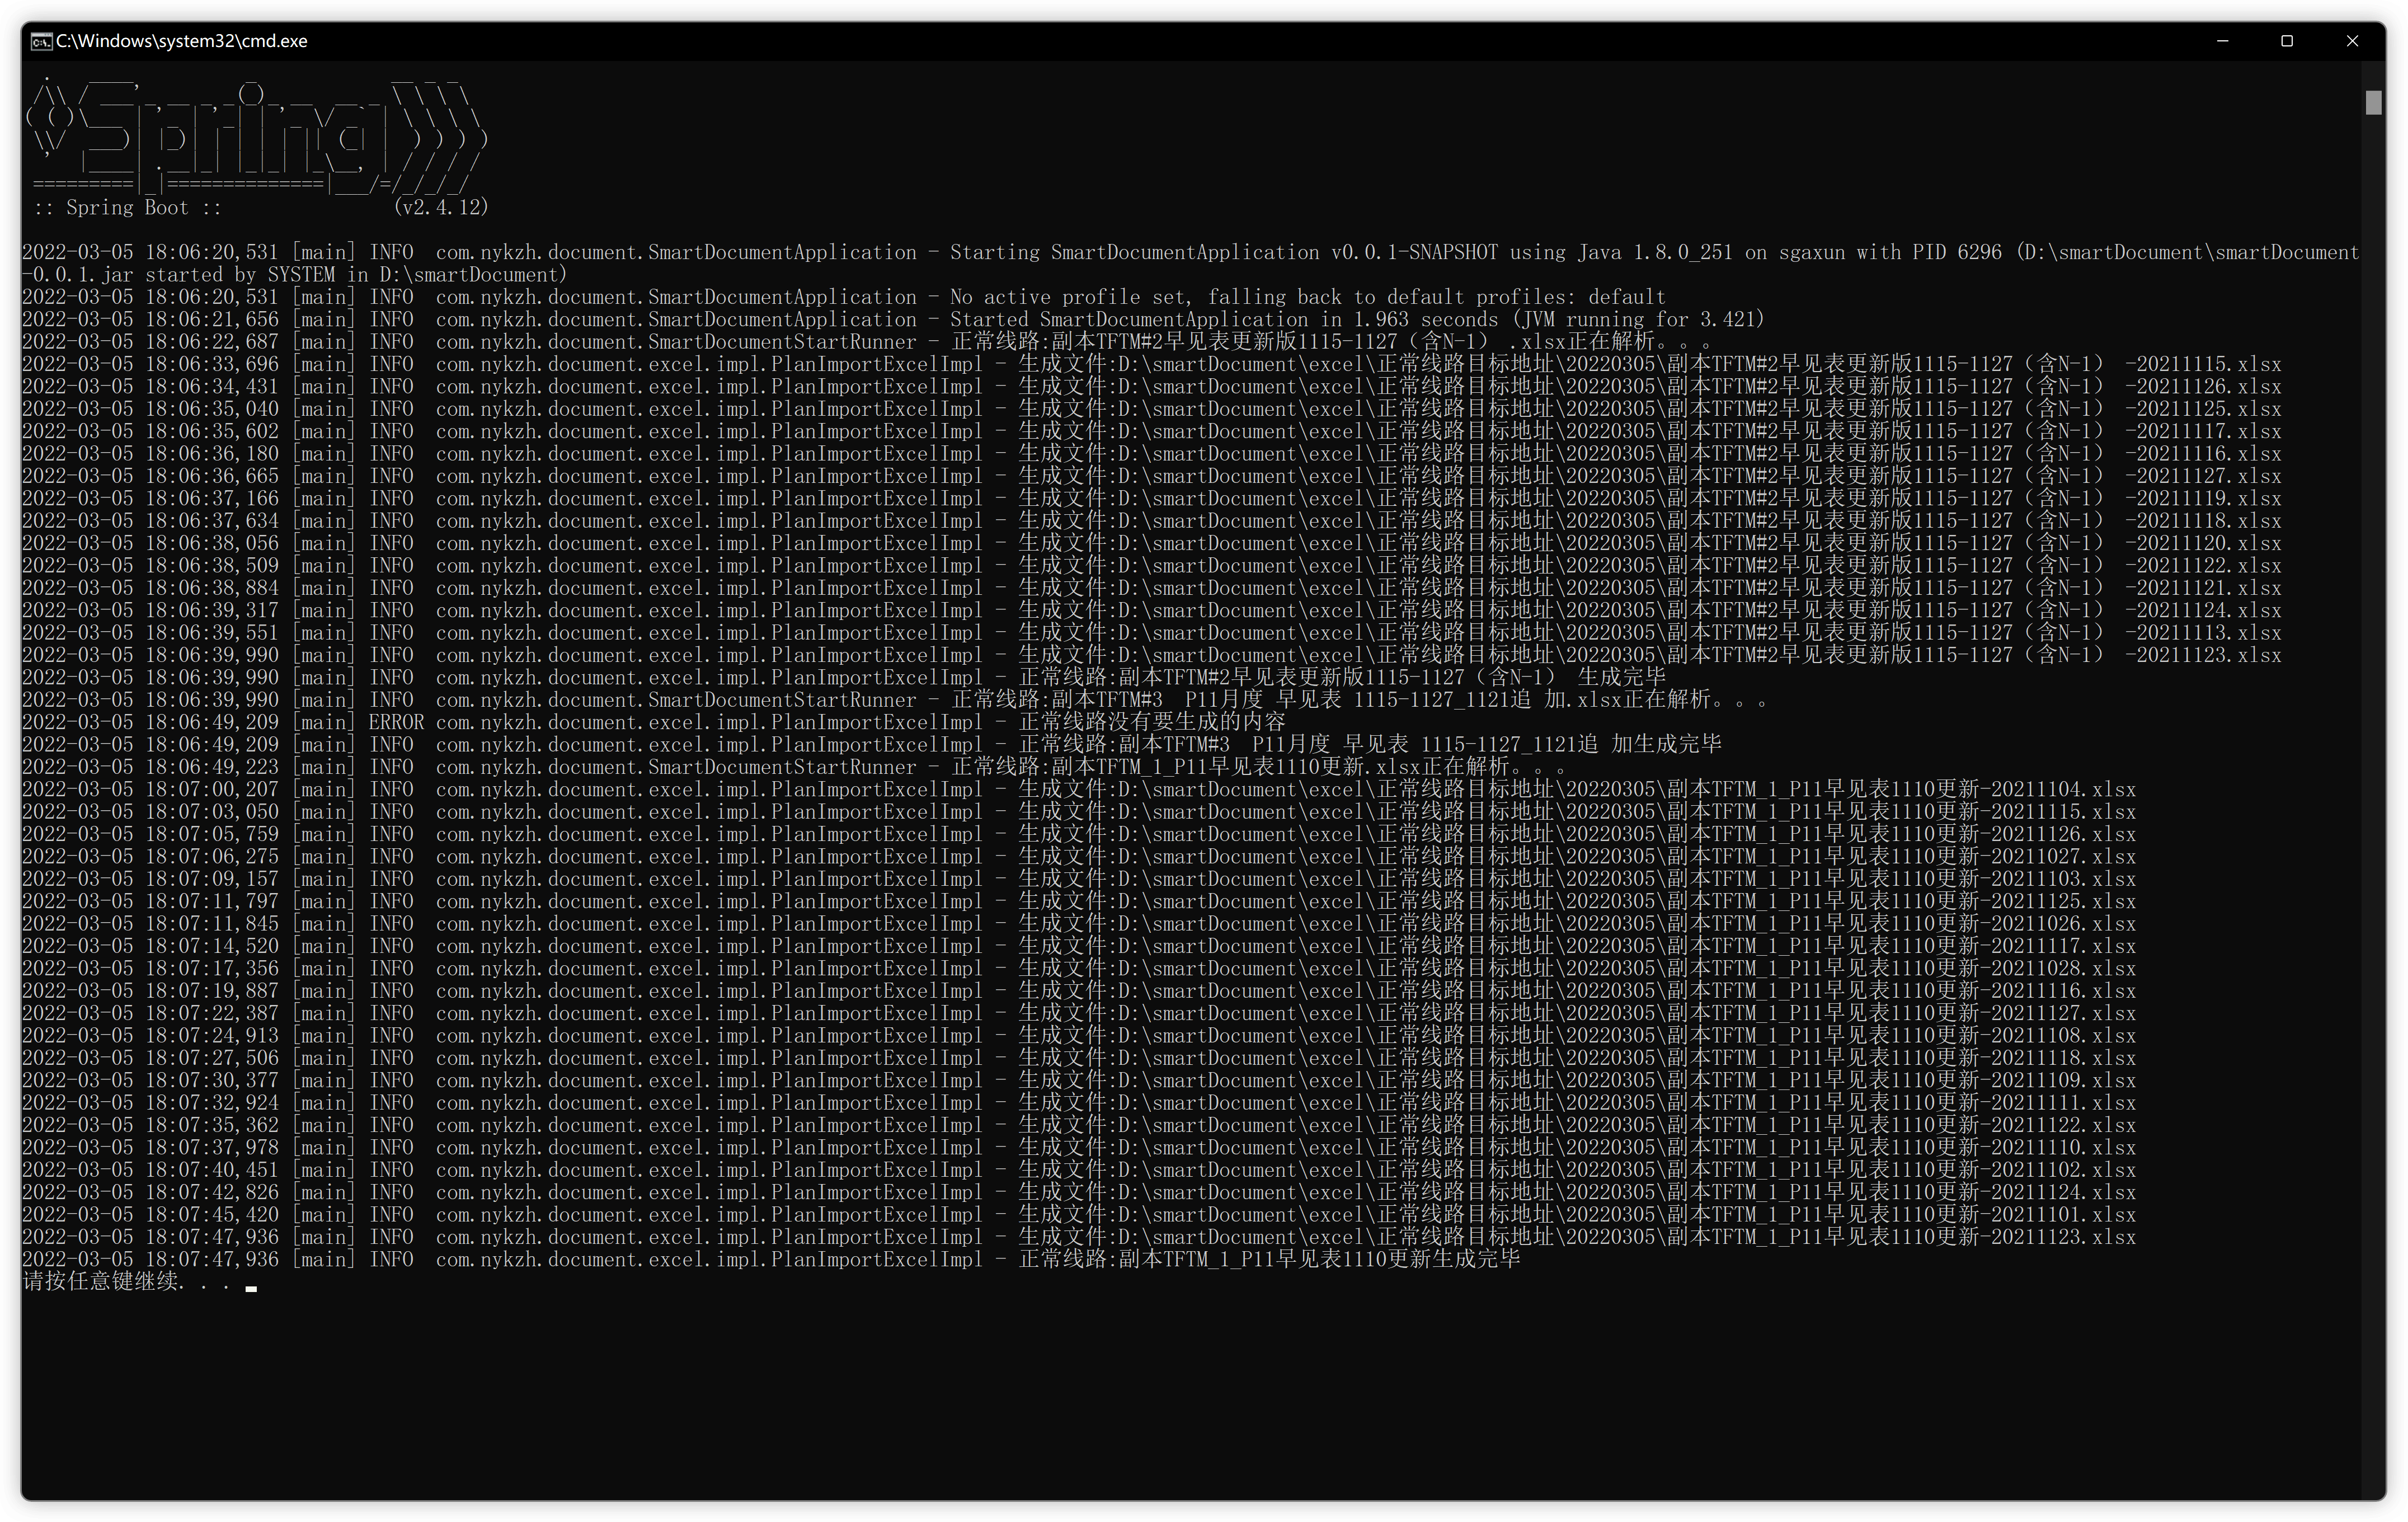 C:\Windows\system32\cmd.exe
  .   ____          _            __ _ _
 /\\ / ___'_ __ _ _(_)_ __  __ _ \ \ \ \
( ( )\___ | '_ | '_| | '_ \/ _` | \ \ \ \
 \\/  ___)| |_)| | | | | || (_| |  ) ) ) )
  '  |____| .__|_| |_|_| |_\__, | / / / /
 =========|_|==============|___/=/_/_/_/
 :: Spring Boot ::               (v2.4.12)
2022-03-05 18:06:20,531 [main] INFO  com.nykzh.document.SmartDocumentApplication - Starting SmartDocumentApplication v0.0.1-SNAPSHOT using Java 1.8.0_251 on sgaxun with PID 6296 (D:\smartDocument\smartDocument
-0.0.1.jar started by SYSTEM in D:\smartDocument)
2022-03-05 18:06:20,531 [main] INFO  com.nykzh.document.SmartDocumentApplication - No active profile set, falling back to default profiles: default
2022-03-05 18:06:21,656 [main] INFO  com.nykzh.document.SmartDocumentApplication - Started SmartDocumentApplication in 1.963 seconds (JVM running for 3.421)
2022-03-05 18:06:22,687 [main] INFO  com.nykzh.document.SmartDocumentStartRunner - 正常线路:副本TFTM#2早见表更新版1115-1127（含N-1） .xlsx正在解析。。。
2022-03-05 18:06:33,696 [main] INFO  com.nykzh.document.excel.impl.PlanImportExcelImpl - 生成文件:D:\smartDocument\excel\正常线路目标地址\20220305\副本TFTM#2早见表更新版1115-1127（含N-1） -20211115.xlsx
2022-03-05 18:06:34,431 [main] INFO  com.nykzh.document.excel.impl.PlanImportExcelImpl - 生成文件:D:\smartDocument\excel\正常线路目标地址\20220305\副本TFTM#2早见表更新版1115-1127（含N-1） -20211126.xlsx
2022-03-05 18:06:35,040 [main] INFO  com.nykzh.document.excel.impl.PlanImportExcelImpl - 生成文件:D:\smartDocument\excel\正常线路目标地址\20220305\副本TFTM#2早见表更新版1115-1127（含N-1） -20211125.xlsx
2022-03-05 18:06:35,602 [main] INFO  com.nykzh.document.excel.impl.PlanImportExcelImpl - 生成文件:D:\smartDocument\excel\正常线路目标地址\20220305\副本TFTM#2早见表更新版1115-1127（含N-1） -20211117.xlsx
2022-03-05 18:06:36,180 [main] INFO  com.nykzh.document.excel.impl.PlanImportExcelImpl - 生成文件:D:\smartDocument\excel\正常线路目标地址\20220305\副本TFTM#2早见表更新版1115-1127（含N-1） -20211116.xlsx
2022-03-05 18:06:36,665 [main] INFO  com.nykzh.document.excel.impl.PlanImportExcelImpl - 生成文件:D:\smartDocument\excel\正常线路目标地址\20220305\副本TFTM#2早见表更新版1115-1127（含N-1） -20211127.xlsx
2022-03-05 18:06:37,166 [main] INFO  com.nykzh.document.excel.impl.PlanImportExcelImpl - 生成文件:D:\smartDocument\excel\正常线路目标地址\20220305\副本TFTM#2早见表更新版1115-1127（含N-1） -20211119.xlsx
2022-03-05 18:06:37,634 [main] INFO  com.nykzh.document.excel.impl.PlanImportExcelImpl - 生成文件:D:\smartDocument\excel\正常线路目标地址\20220305\副本TFTM#2早见表更新版1115-1127（含N-1） -20211118.xlsx
2022-03-05 18:06:38,056 [main] INFO  com.nykzh.document.excel.impl.PlanImportExcelImpl - 生成文件:D:\smartDocument\excel\正常线路目标地址\20220305\副本TFTM#2早见表更新版1115-1127（含N-1） -20211120.xlsx
2022-03-05 18:06:38,509 [main] INFO  com.nykzh.document.excel.impl.PlanImportExcelImpl - 生成文件:D:\smartDocument\excel\正常线路目标地址\20220305\副本TFTM#2早见表更新版1115-1127（含N-1） -20211122.xlsx
2022-03-05 18:06:38,884 [main] INFO  com.nykzh.document.excel.impl.PlanImportExcelImpl - 生成文件:D:\smartDocument\excel\正常线路目标地址\20220305\副本TFTM#2早见表更新版1115-1127（含N-1） -20211121.xlsx
2022-03-05 18:06:39,317 [main] INFO  com.nykzh.document.excel.impl.PlanImportExcelImpl - 生成文件:D:\smartDocument\excel\正常线路目标地址\20220305\副本TFTM#2早见表更新版1115-1127（含N-1） -20211124.xlsx
2022-03-05 18:06:39,551 [main] INFO  com.nykzh.document.excel.impl.PlanImportExcelImpl - 生成文件:D:\smartDocument\excel\正常线路目标地址\20220305\副本TFTM#2早见表更新版1115-1127（含N-1） -20211113.xlsx
2022-03-05 18:06:39,990 [main] INFO  com.nykzh.document.excel.impl.PlanImportExcelImpl - 生成文件:D:\smartDocument\excel\正常线路目标地址\20220305\副本TFTM#2早见表更新版1115-1127（含N-1） -20211123.xlsx
2022-03-05 18:06:39,990 [main] INFO  com.nykzh.document.excel.impl.PlanImportExcelImpl - 正常线路:副本TFTM#2早见表更新版1115-1127（含N-1） 生成完毕
2022-03-05 18:06:39,990 [main] INFO  com.nykzh.document.SmartDocumentStartRunner - 正常线路:副本TFTM#3  P11月度 早见表 1115-1127_1121追 加.xlsx正在解析。。。
2022-03-05 18:06:49,209 [main] ERROR com.nykzh.document.excel.impl.PlanImportExcelImpl - 正常线路没有要生成的内容
2022-03-05 18:06:49,209 [main] INFO  com.nykzh.document.excel.impl.PlanImportExcelImpl - 正常线路:副本TFTM#3  P11月度 早见表 1115-1127_1121追 加生成完毕
2022-03-05 18:06:49,223 [main] INFO  com.nykzh.document.SmartDocumentStartRunner - 正常线路:副本TFTM_1_P11早见表1110更新.xlsx正在解析。。。
2022-03-05 18:07:00,207 [main] INFO  com.nykzh.document.excel.impl.PlanImportExcelImpl - 生成文件:D:\smartDocument\excel\正常线路目标地址\20220305\副本TFTM_1_P11早见表1110更新-20211104.xlsx
2022-03-05 18:07:03,050 [main] INFO  com.nykzh.document.excel.impl.PlanImportExcelImpl - 生成文件:D:\smartDocument\excel\正常线路目标地址\20220305\副本TFTM_1_P11早见表1110更新-20211115.xlsx
2022-03-05 18:07:05,759 [main] INFO  com.nykzh.document.excel.impl.PlanImportExcelImpl - 生成文件:D:\smartDocument\excel\正常线路目标地址\20220305\副本TFTM_1_P11早见表1110更新-20211126.xlsx
2022-03-05 18:07:06,275 [main] INFO  com.nykzh.document.excel.impl.PlanImportExcelImpl - 生成文件:D:\smartDocument\excel\正常线路目标地址\20220305\副本TFTM_1_P11早见表1110更新-20211027.xlsx
2022-03-05 18:07:09,157 [main] INFO  com.nykzh.document.excel.impl.PlanImportExcelImpl - 生成文件:D:\smartDocument\excel\正常线路目标地址\20220305\副本TFTM_1_P11早见表1110更新-20211103.xlsx
2022-03-05 18:07:11,797 [main] INFO  com.nykzh.document.excel.impl.PlanImportExcelImpl - 生成文件:D:\smartDocument\excel\正常线路目标地址\20220305\副本TFTM_1_P11早见表1110更新-20211125.xlsx
2022-03-05 18:07:11,845 [main] INFO  com.nykzh.document.excel.impl.PlanImportExcelImpl - 生成文件:D:\smartDocument\excel\正常线路目标地址\20220305\副本TFTM_1_P11早见表1110更新-20211026.xlsx
2022-03-05 18:07:14,520 [main] INFO  com.nykzh.document.excel.impl.PlanImportExcelImpl - 生成文件:D:\smartDocument\excel\正常线路目标地址\20220305\副本TFTM_1_P11早见表1110更新-20211117.xlsx
2022-03-05 18:07:17,356 [main] INFO  com.nykzh.document.excel.impl.PlanImportExcelImpl - 生成文件:D:\smartDocument\excel\正常线路目标地址\20220305\副本TFTM_1_P11早见表1110更新-20211028.xlsx
2022-03-05 18:07:19,887 [main] INFO  com.nykzh.document.excel.impl.PlanImportExcelImpl - 生成文件:D:\smartDocument\excel\正常线路目标地址\20220305\副本TFTM_1_P11早见表1110更新-20211116.xlsx
2022-03-05 18:07:22,387 [main] INFO  com.nykzh.document.excel.impl.PlanImportExcelImpl - 生成文件:D:\smartDocument\excel\正常线路目标地址\20220305\副本TFTM_1_P11早见表1110更新-20211127.xlsx
2022-03-05 18:07:24,913 [main] INFO  com.nykzh.document.excel.impl.PlanImportExcelImpl - 生成文件:D:\smartDocument\excel\正常线路目标地址\20220305\副本TFTM_1_P11早见表1110更新-20211108.xlsx
2022-03-05 18:07:27,506 [main] INFO  com.nykzh.document.excel.impl.PlanImportExcelImpl - 生成文件:D:\smartDocument\excel\正常线路目标地址\20220305\副本TFTM_1_P11早见表1110更新-20211118.xlsx
2022-03-05 18:07:30,377 [main] INFO  com.nykzh.document.excel.impl.PlanImportExcelImpl - 生成文件:D:\smartDocument\excel\正常线路目标地址\20220305\副本TFTM_1_P11早见表1110更新-20211109.xlsx
2022-03-05 18:07:32,924 [main] INFO  com.nykzh.document.excel.impl.PlanImportExcelImpl - 生成文件:D:\smartDocument\excel\正常线路目标地址\20220305\副本TFTM_1_P11早见表1110更新-20211111.xlsx
2022-03-05 18:07:35,362 [main] INFO  com.nykzh.document.excel.impl.PlanImportExcelImpl - 生成文件:D:\smartDocument\excel\正常线路目标地址\20220305\副本TFTM_1_P11早见表1110更新-20211122.xlsx
2022-03-05 18:07:37,978 [main] INFO  com.nykzh.document.excel.impl.PlanImportExcelImpl - 生成文件:D:\smartDocument\excel\正常线路目标地址\20220305\副本TFTM_1_P11早见表1110更新-20211110.xlsx
2022-03-05 18:07:40,451 [main] INFO  com.nykzh.document.excel.impl.PlanImportExcelImpl - 生成文件:D:\smartDocument\excel\正常线路目标地址\20220305\副本TFTM_1_P11早见表1110更新-20211102.xlsx
2022-03-05 18:07:42,826 [main] INFO  com.nykzh.document.excel.impl.PlanImportExcelImpl - 生成文件:D:\smartDocument\excel\正常线路目标地址\20220305\副本TFTM_1_P11早见表1110更新-20211124.xlsx
2022-03-05 18:07:45,420 [main] INFO  com.nykzh.document.excel.impl.PlanImportExcelImpl - 生成文件:D:\smartDocument\excel\正常线路目标地址\20220305\副本TFTM_1_P11早见表1110更新-20211101.xlsx
2022-03-05 18:07:47,936 [main] INFO  com.nykzh.document.excel.impl.PlanImportExcelImpl - 生成文件:D:\smartDocument\excel\正常线路目标地址\20220305\副本TFTM_1_P11早见表1110更新-20211123.xlsx
2022-03-05 18:07:47,936 [main] INFO  com.nykzh.document.excel.impl.PlanImportExcelImpl - 正常线路:副本TFTM_1_P11早见表1110更新生成完毕
请按任意键继续. . .